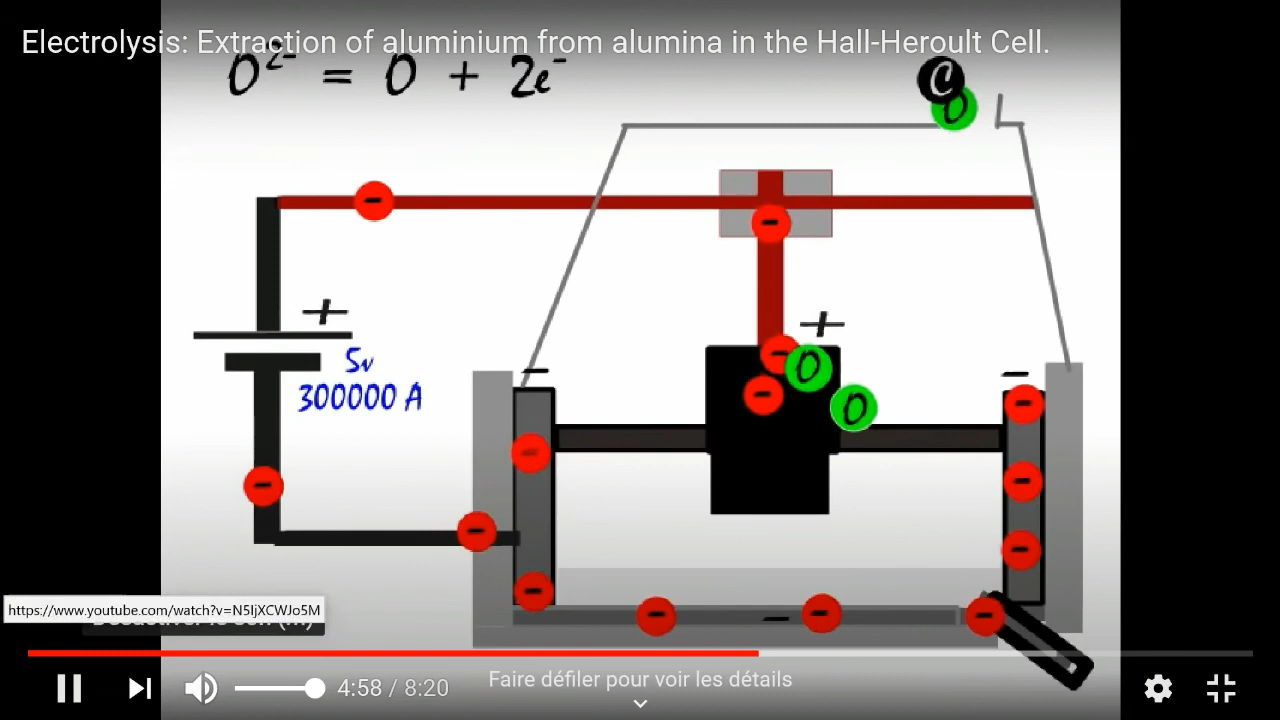 Electrolysis: Extraction of aluminium from alumina in the Hall-Heroult Cell.
O²⁻ = O + 2e⁻
C
O
-
-
+
5v
300000 A
+
-
-
O
-
-
-
O
-
-
-
-
-
-
-
-
-
-
-
https://www.youtube.com/watch?v=N5IjXCWJo5M
4:58 / 8:20
Faire défiler pour voir les détails